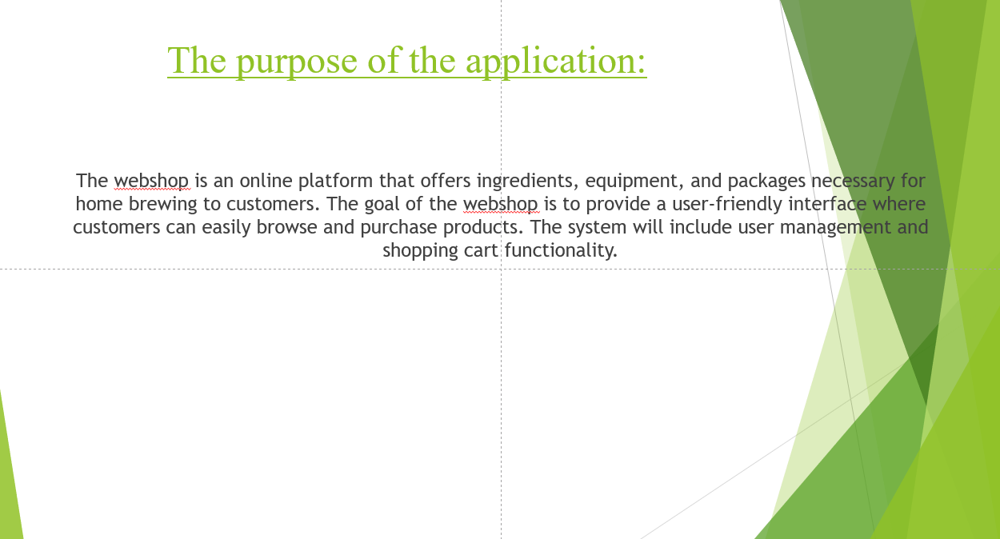 The purpose of the application:
The webshop is an online platform that offers ingredients, equipment, and packages necessary for
home brewing to customers. The goal of the webshop is to provide a user-friendly interface where
customers can easily browse and purchase products. The system will include user management and
shopping cart functionality.